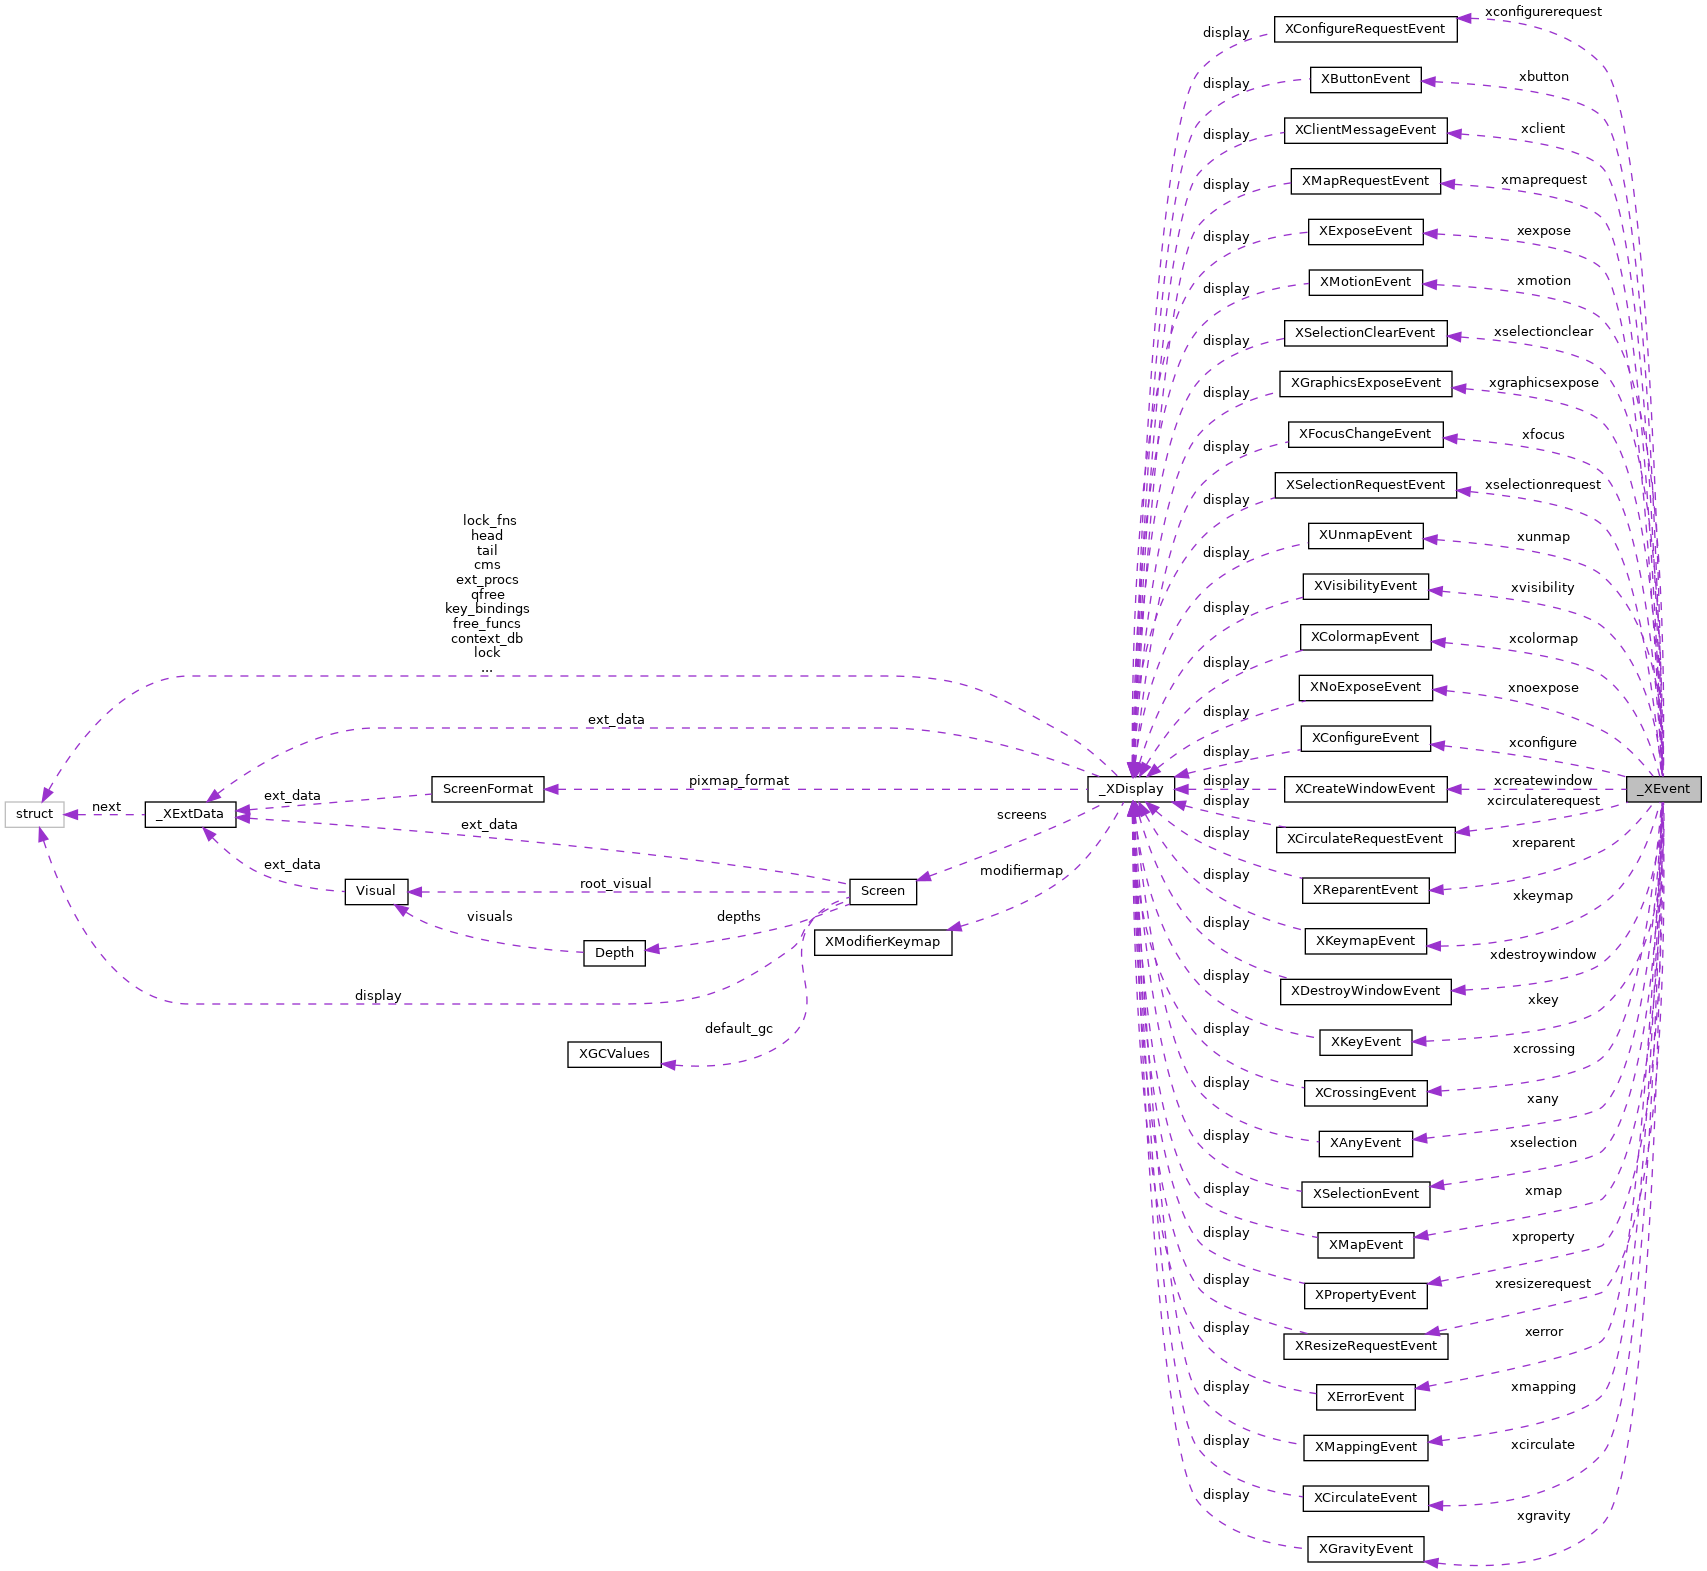 xconfigurerequest
display
XConfigureRequestEvent
xbutton
display
XButtonEvent
xclient
display
XClientMessageEvent
xmaprequest
display
XMapRequestEvent
xexpose
display
XExposeEvent
xmotion
display
XMotionEvent
xselectionclear
display
XSelectionClearEvent
xgraphicsexpose
display
XGraphicsExposeEvent
xfocus
display
XFocusChangeEvent
xselectionrequest
display
XSelectionRequestEvent
lock_fns
head
tail
cms
ext_procs
qfree
key_bindings
free_funcs
context_db
lock
...
xunmap
display
XUnmapEvent
xvisibility
display
XVisibilityEvent
xcolormap
display
XColormapEvent
xnoexpose
display
XNoExposeEvent
ext_data
xconfigure
display
XConfigureEvent
pixmap_format
display
xcreatewindow
ext_data
ScreenFormat
_XDisplay
XCreateWindowEvent
_XEvent
next
struct
_XExtData
display
xcirculaterequest
screens
ext_data
display
XCirculateRequestEvent
xreparent
ext_data
modifiermap
display
root_visual
Visual
Screen
XReparentEvent
xkeymap
visuals
depths
display
XModifierKeymap
XKeymapEvent
Depth
xdestroywindow
display
XDestroyWindowEvent
display
xkey
default_gc
display
XKeyEvent
XGCValues
xcrossing
display
XCrossingEvent
xany
display
XAnyEvent
xselection
display
XSelectionEvent
xmap
display
XMapEvent
xproperty
display
XPropertyEvent
xresizerequest
display
XResizeRequestEvent
xerror
display
XErrorEvent
xmapping
display
XMappingEvent
xcirculate
display
XCirculateEvent
xgravity
XGravityEvent